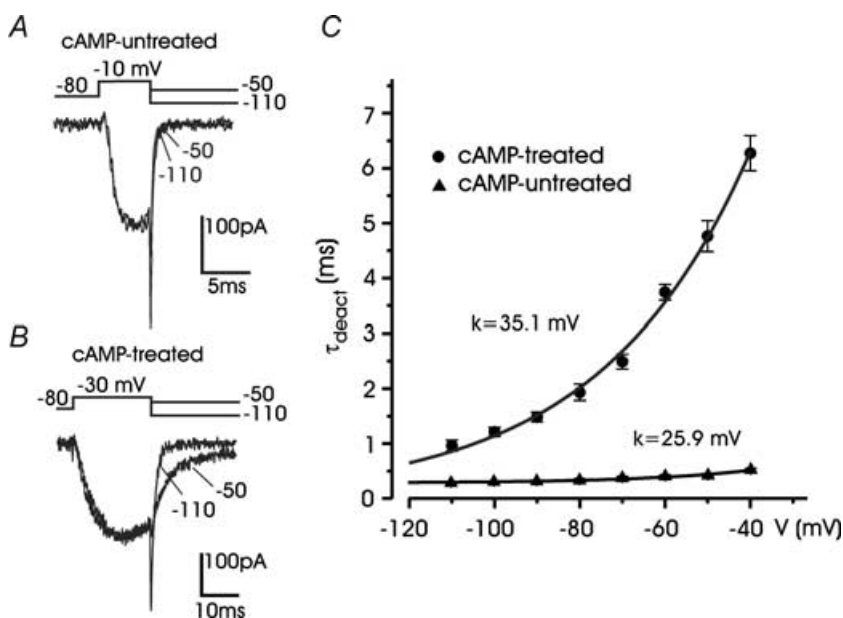 A
cAMP-untreated
-10 mV
-80
-50
-110
-50
-110
100pA
5ms
B
cAMP-treated
-30 mV
-80
-50
-110
-50
-110
100pA
10ms
C
7
6
5
4
3
2
1
0
τdeact (ms)
cAMP-treated
cAMP-untreated
k=35.1 mV
k=25.9 mV
-120 -100 -80 -60 -40 V (mV)